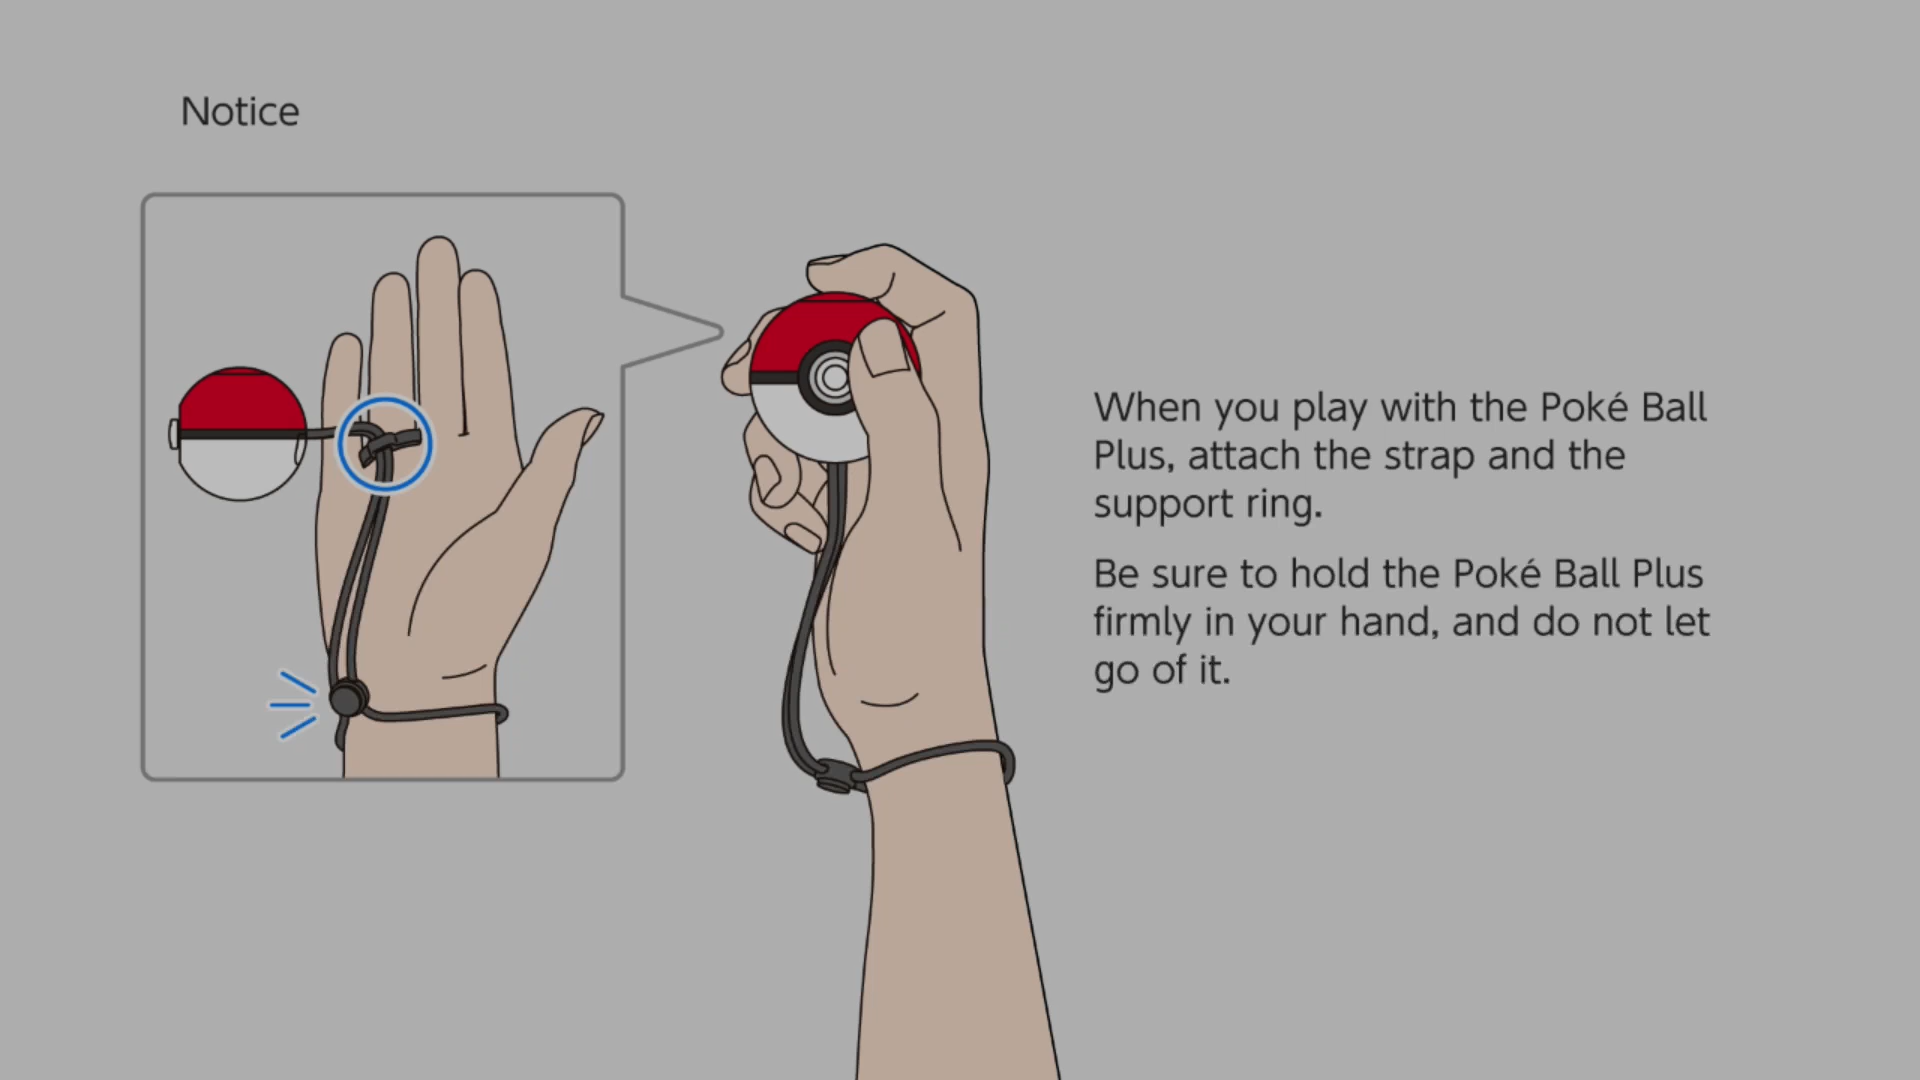 Notice
When you play with the Poké Ball
Plus, attach the strap and the
support ring.
Be sure to hold the Poké Ball Plus
firmly in your hand, and do not let
go of it.